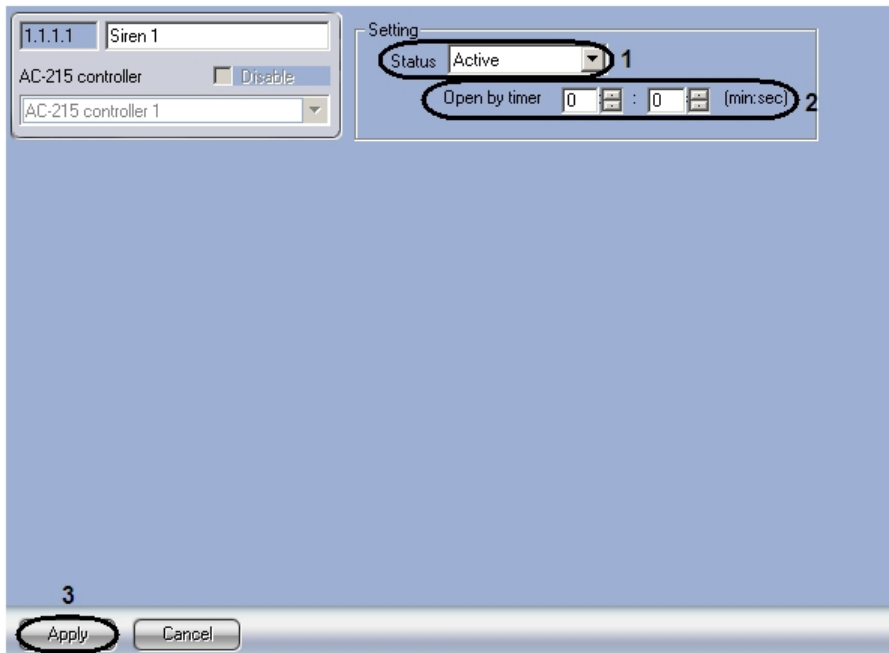 1.1.1.1 Siren 1
AC-215 controller Disable
AC-215 controller 1
Setting
Status Active 1
Open by timer 0 : 0 (min:sec) 2
3
Apply Cancel